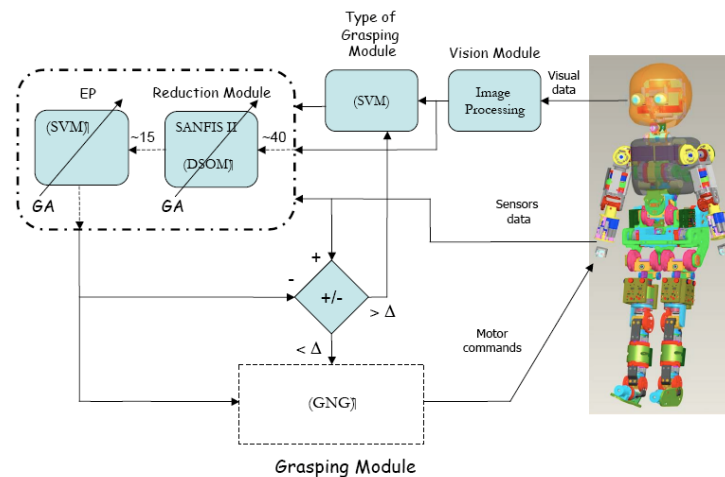 Type of
Grasping
Module
Vision Module
EP
Reduction Module
(SVM)
SANFIS II
(DSOM)
~15
~40
GA
GA
(SVM)
Image
Processing
Visual
data
Sensors
data
+
-
+/-
> Δ
< Δ
Motor
commands
(GNG)
Grasping Module